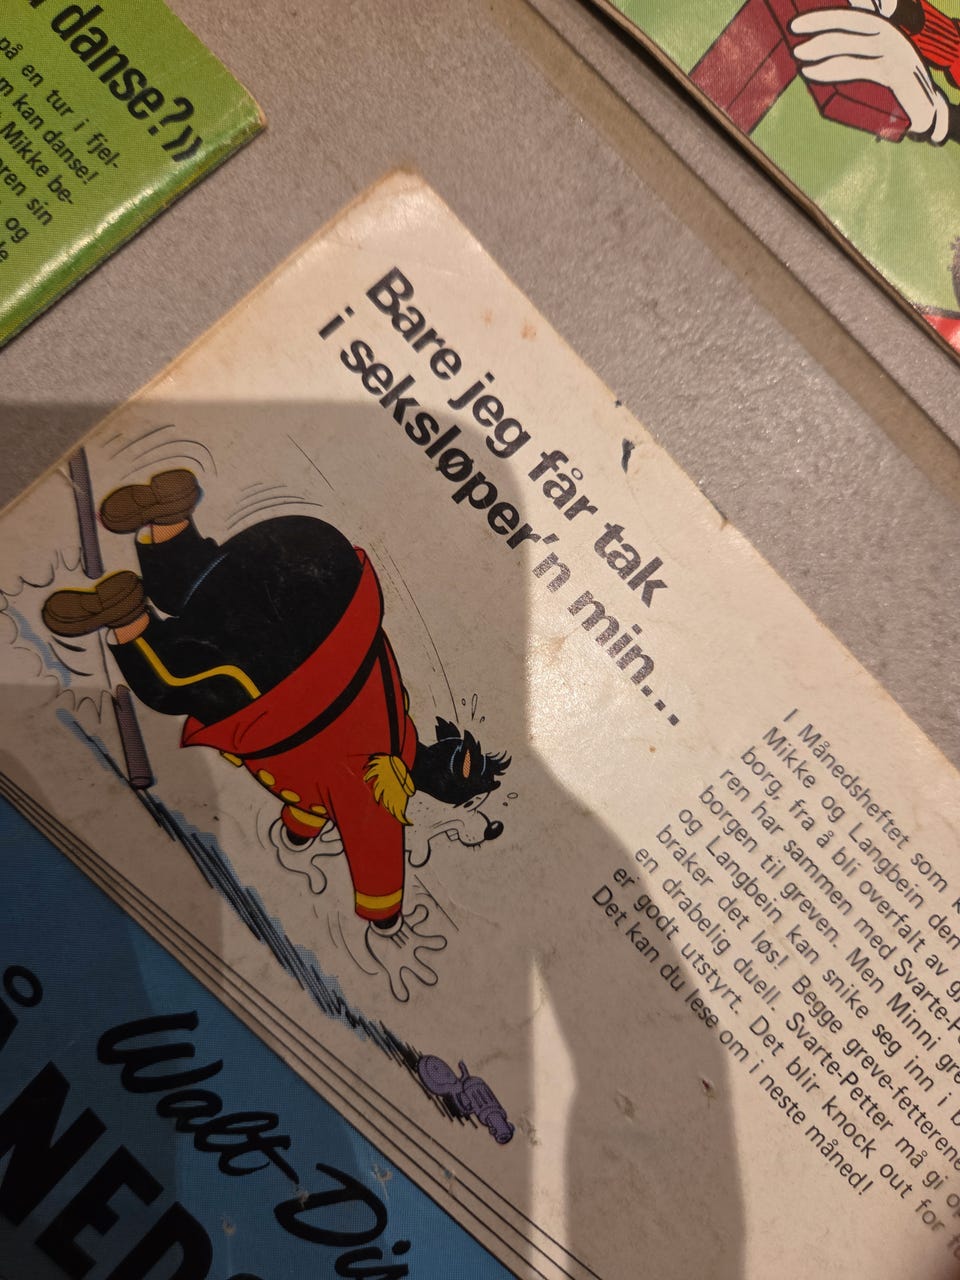 danse?»
på en tur i fjel-
kan danse!
Mikke be-
sin
og
Bare jeg får tak
i seksløper'n min...
I Månedsheftet som
Mikke og Langbein den
borg, fra å bli overfalt av
ren har sammen med Svarte-P
borgen til greven. Men Minni
og Langbein kan snike seg inn i
braker det løs! Begge greve-fetterene
en drabelig duell. Svarte-Petter må gi
er godt utstyrt. Det blir knock out for
Det kan du lese om i neste måned!
Walt Di
ÅNED